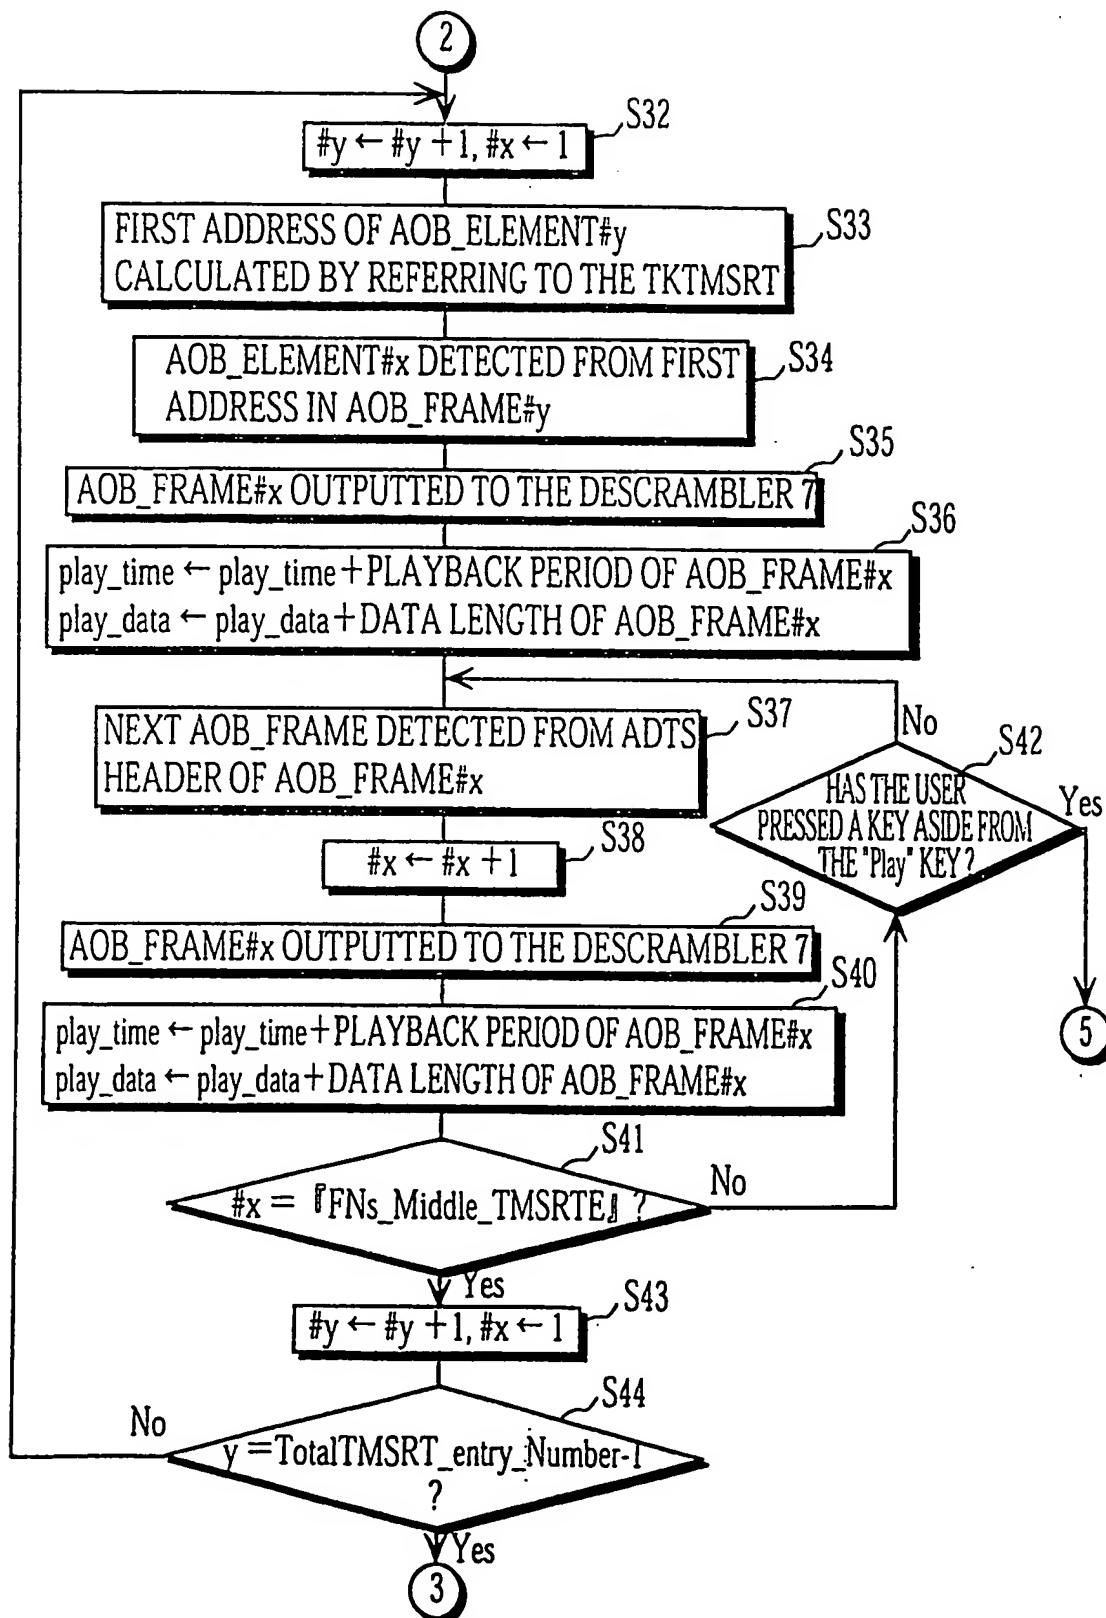 2
S32
#y ← #y + 1, #x ← 1
S33
FIRST ADDRESS OF AOB_ELEMENT#y
CALCULATED BY REFERRING TO THE TKTMSRT
S34
AOB_ELEMENT#x DETECTED FROM FIRST
ADDRESS IN AOB_FRAME#y
S35
AOB_FRAME#x OUTPUTTED TO THE DESCRAMBLER 7
S36
play_time ← play_time+PLAYBACK PERIOD OF AOB_FRAME#x
play_data ← play_data+DATA LENGTH OF AOB_FRAME#x
S37
NEXT AOB_FRAME DETECTED FROM ADTS
HEADER OF AOB_FRAME#x
No
S42
HAS THE USER
PRESSED A KEY ASIDE FROM
THE "Play" KEY?
Yes
S38
#x ← #x + 1
S39
AOB_FRAME#x OUTPUTTED TO THE DESCRAMBLER 7
S40
play_time ← play_time+PLAYBACK PERIOD OF AOB_FRAME#x
play_data ← play_data+DATA LENGTH OF AOB_FRAME#x
5
S41
#x = 『FNs_Middle_TMSRTE』?
No
Yes
S43
#y ← #y + 1, #x ← 1
S44
No
y =TotalTMSRT_entry_Number-1
?
Yes
3